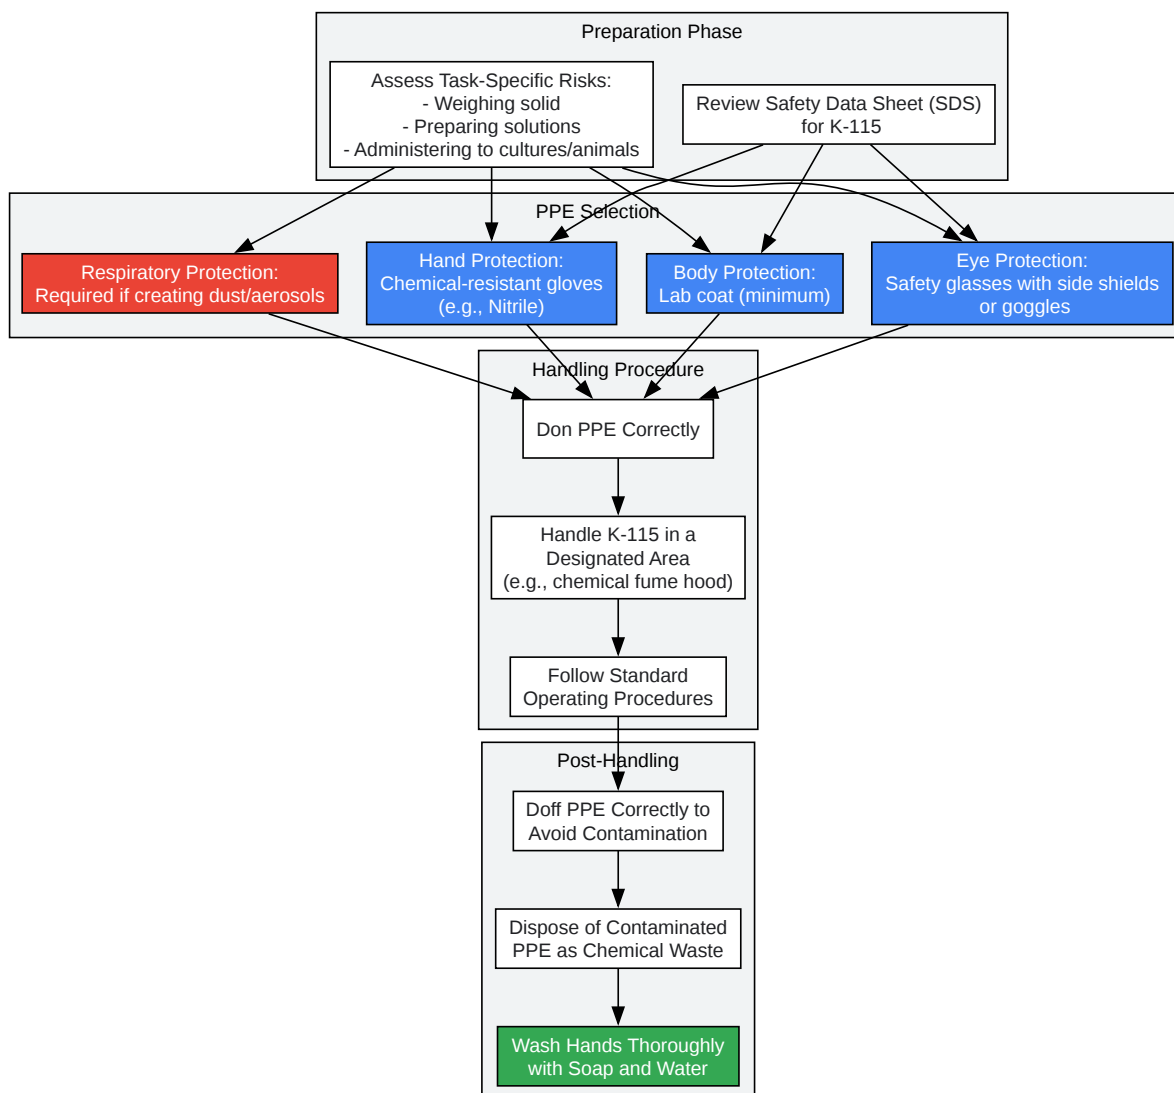 Preparation Phase
Assess Task-Specific Risks:
- Weighing solid
- Preparing solutions
- Administering to cultures/animals
Review Safety Data Sheet (SDS)
for K-115
PPE Selection
Respiratory Protection:
Required if creating dust/aerosols
Hand Protection:
Chemical-resistant gloves
(e.g., Nitrile)
Body Protection:
Lab coat (minimum)
Eye Protection:
Safety glasses with side shields
or goggles
Handling Procedure
Don PPE Correctly
Handle K-115 in a
Designated Area
(e.g., chemical fume hood)
Follow Standard
Operating Procedures
Post-Handling
Doff PPE Correctly to
Avoid Contamination
Dispose of Contaminated
PPE as Chemical Waste
Wash Hands Thoroughly
with Soap and Water